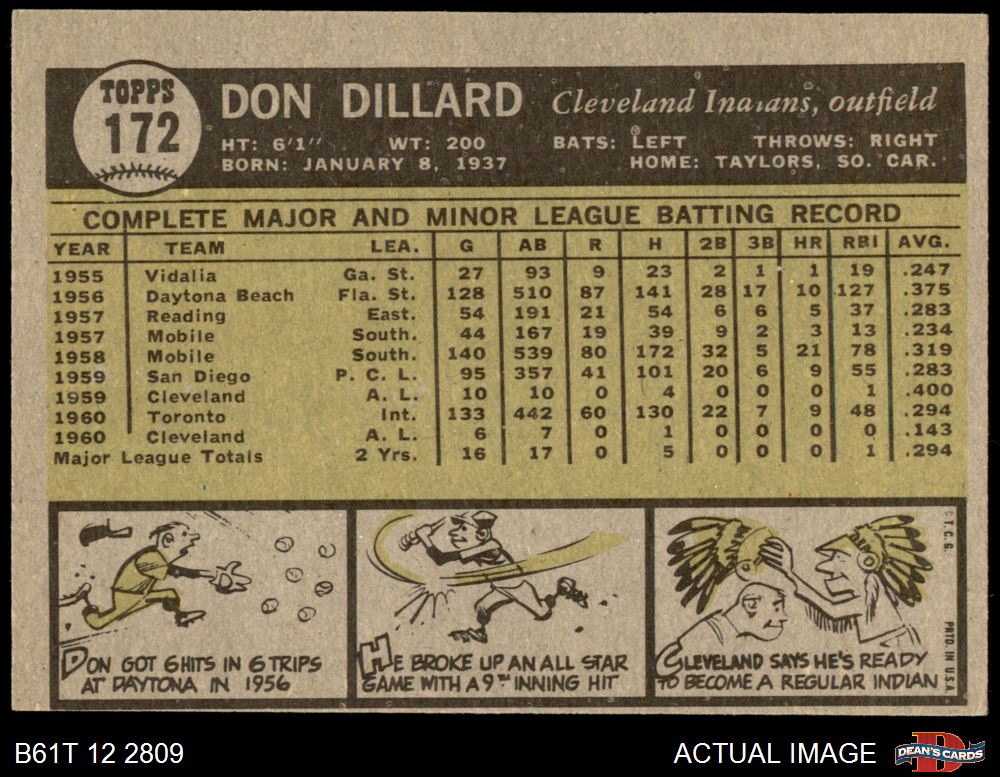 TOPPS
172
DON DILLARD Cleveland Indians, outfield
HT: 6'1" WT: 200 BATS: LEFT THROWS: RIGHT
BORN: JANUARY 8, 1937 HOME: TAYLORS, SO. CAR.
COMPLETE MAJOR AND MINOR LEAGUE BATTING RECORD
YEAR TEAM LEA. G AB R H 2B 3B HR RBI AVG.
1955 Vidalia Ga. St. 27 93 9 23 2 1 1 19 .247
1956 Daytona Beach Fla. St. 128 510 87 141 28 17 10 127 .375
1957 Reading East. 54 191 21 54 6 6 5 37 .283
1957 Mobile South. 44 167 19 39 9 2 3 13 .234
1958 Mobile South. 140 539 80 172 32 5 21 78 .319
1959 San Diego P. C. L. 95 357 41 101 20 6 9 55 .283
1959 Cleveland A. L. 10 10 0 4 0 0 0 1 .400
1960 Toronto Int. 133 442 60 130 22 7 9 48 .294
1960 Cleveland A. L. 6 7 0 1 0 0 0 0 .143
Major League Totals 2 Yrs. 16 17 0 5 0 0 0 1 .294
DON GOT 6 HITS IN 6 TRIPS
AT DAYTONA IN 1956
HE BROKE UP AN ALL STAR
GAME WITH A 9TH INNING HIT
CLEVELAND SAYS HE'S READY
TO BECOME A REGULAR INDIAN
© T. C. G.
PRTD. IN U.S.A.
B61T 12 2809
ACTUAL IMAGE
DEAN'S CARDS